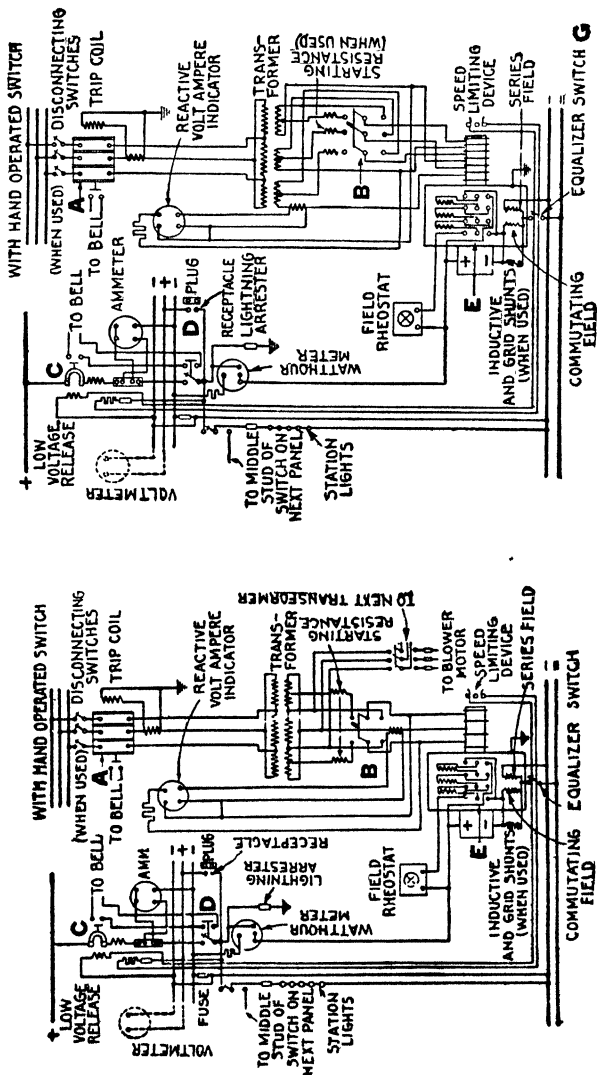 WITH HAND OPERATED SWITCH
DISCONNECTING
SWITCHES
(WHEN USED)
TRIP COIL
A
TO BELL
REACTIVE
VOLT AMPERE
INDICATOR
TRANS-
FORMER
STARTING
RESISTANCE
(WHEN USED)
B
SPEED
LIMITING
DEVICE
SERIES
FIELD
G
EQUALIZER SWITCH
C
TO BELL
AMMETER
+
LOW
VOLTAGE
RELEASE
VOLTMETER
− + −
PLUG
D
RECEPTACLE
LIGHTNING
ARRESTER
WATTHOUR
METER
TO MIDDLE
STUD OF
SWITCH ON
NEXT PANEL
STATION
LIGHTS
FIELD
RHEOSTAT
E
+ −
INDUCTIVE
AND GRID SHUNTS
(WHEN USED)
COMMUTATING
FIELD
WITH HAND OPERATED SWITCH
DISCONNECTING
SWITCHES
(WHEN USED)
TRIP COIL
A
TO BELL
REACTIVE
VOLT AMPERE
INDICATOR
TRANS-
FORMER
STARTING
RESISTANCE
TO NEXT TRANSFORMER
B
TO BLOWER
MOTOR
SPEED
LIMITING
DEVICE
SERIES FIELD
EQUALIZER SWITCH
C
TO BELL
AMM.
+
LOW
VOLTAGE
RELEASE
VOLTMETER
− + −
PLUG
RECEPTACLE
D
FUSE
LIGHTNING
ARRESTER
WATTHOUR
METER
TO MIDDLE
STUD OF
SWITCH ON
NEXT PANEL
STATION
LIGHTS
FIELD
RHEOSTAT
E
+ −
INDUCTIVE
AND GRID SHUNTS
(WHEN USED)
COMMUTATING
FIELD